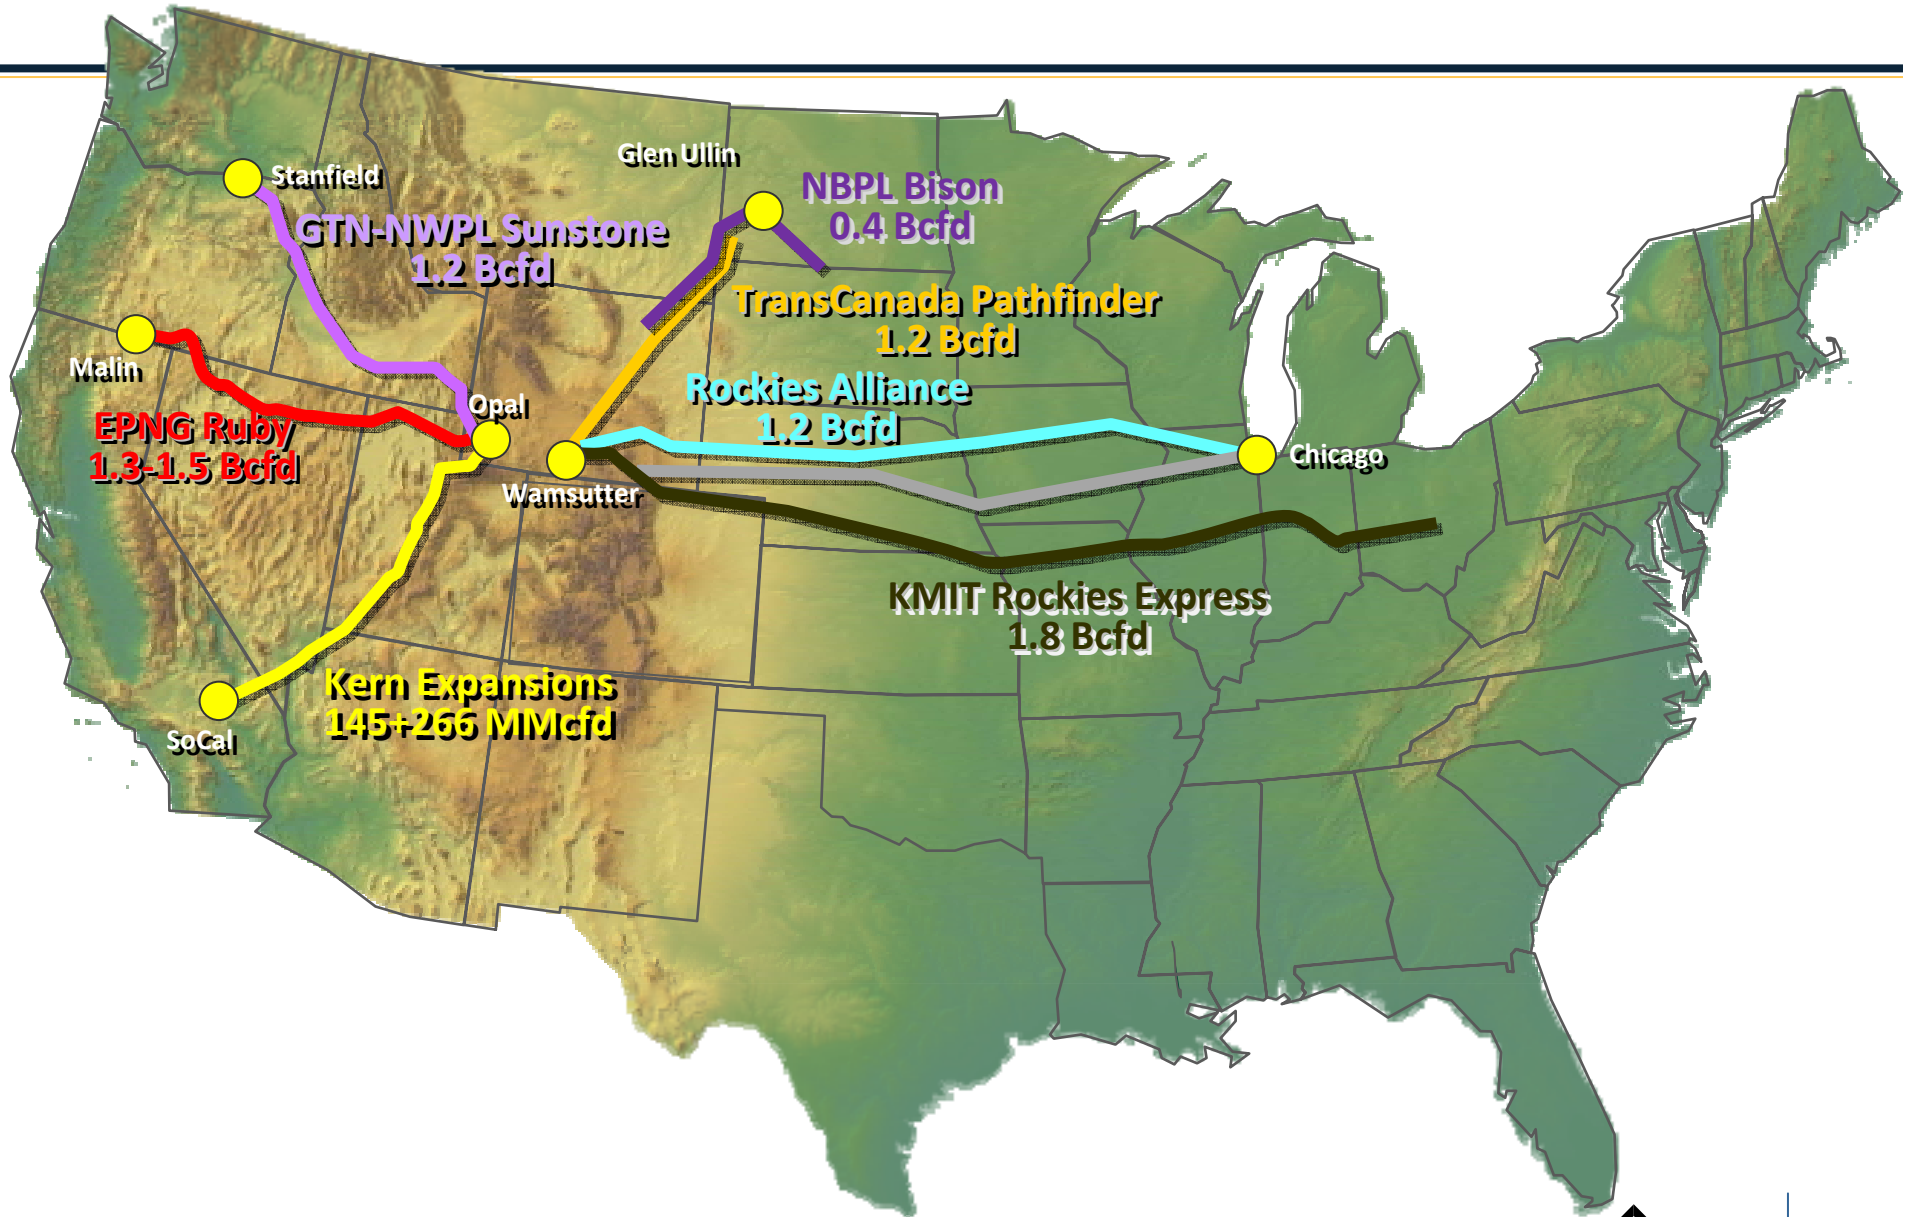 Glen Ullin
Stanfield
NBPL Bison
0.4 Bcfd
GTN-NWPL Sunstone
1.2 Bcfd
TransCanada Pathfinder
1.2 Bcfd
Malin
Rockies Alliance
1.2 Bcfd
Opal
EPNG Ruby
1.3-1.5 Bcfd
Chicago
Wamsutter
KMIT Rockies Express
1.8 Bcfd
Kern Expansions
145+266 MMcfd
SoCal